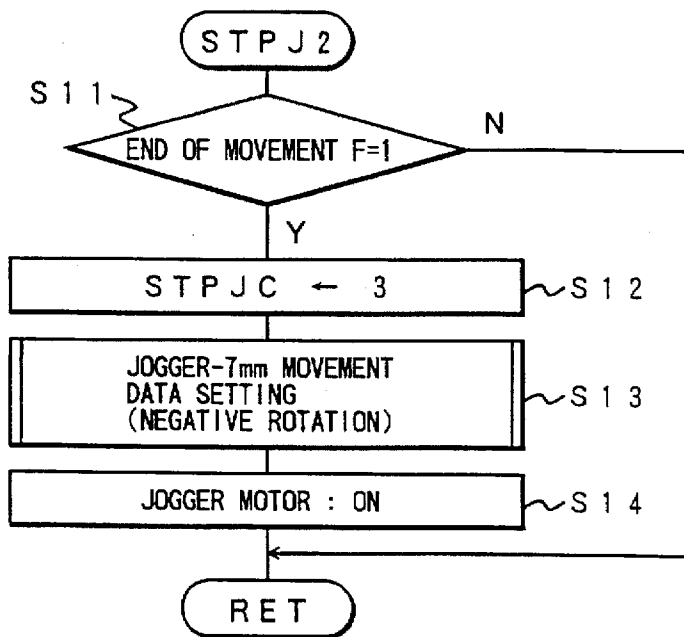 STPJ2
S11
END OF MOVEMENT F=1
N
Y
STPJC ← 3
S12
JOGGER-7mm MOVEMENT
DATA SETTING
(NEGATIVE ROTATION)
S13
JOGGER MOTOR : ON
S14
RET